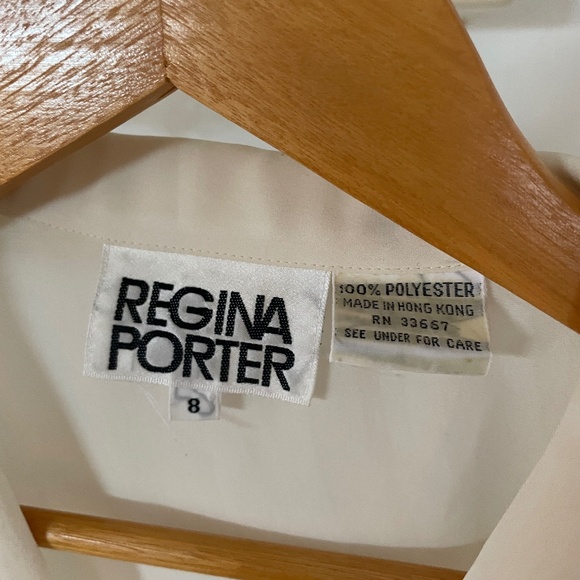 REGINA
PORTER
8
100% POLYESTER
MADE IN HONG KONG
RN 33667
SEE UNDER FOR CARE